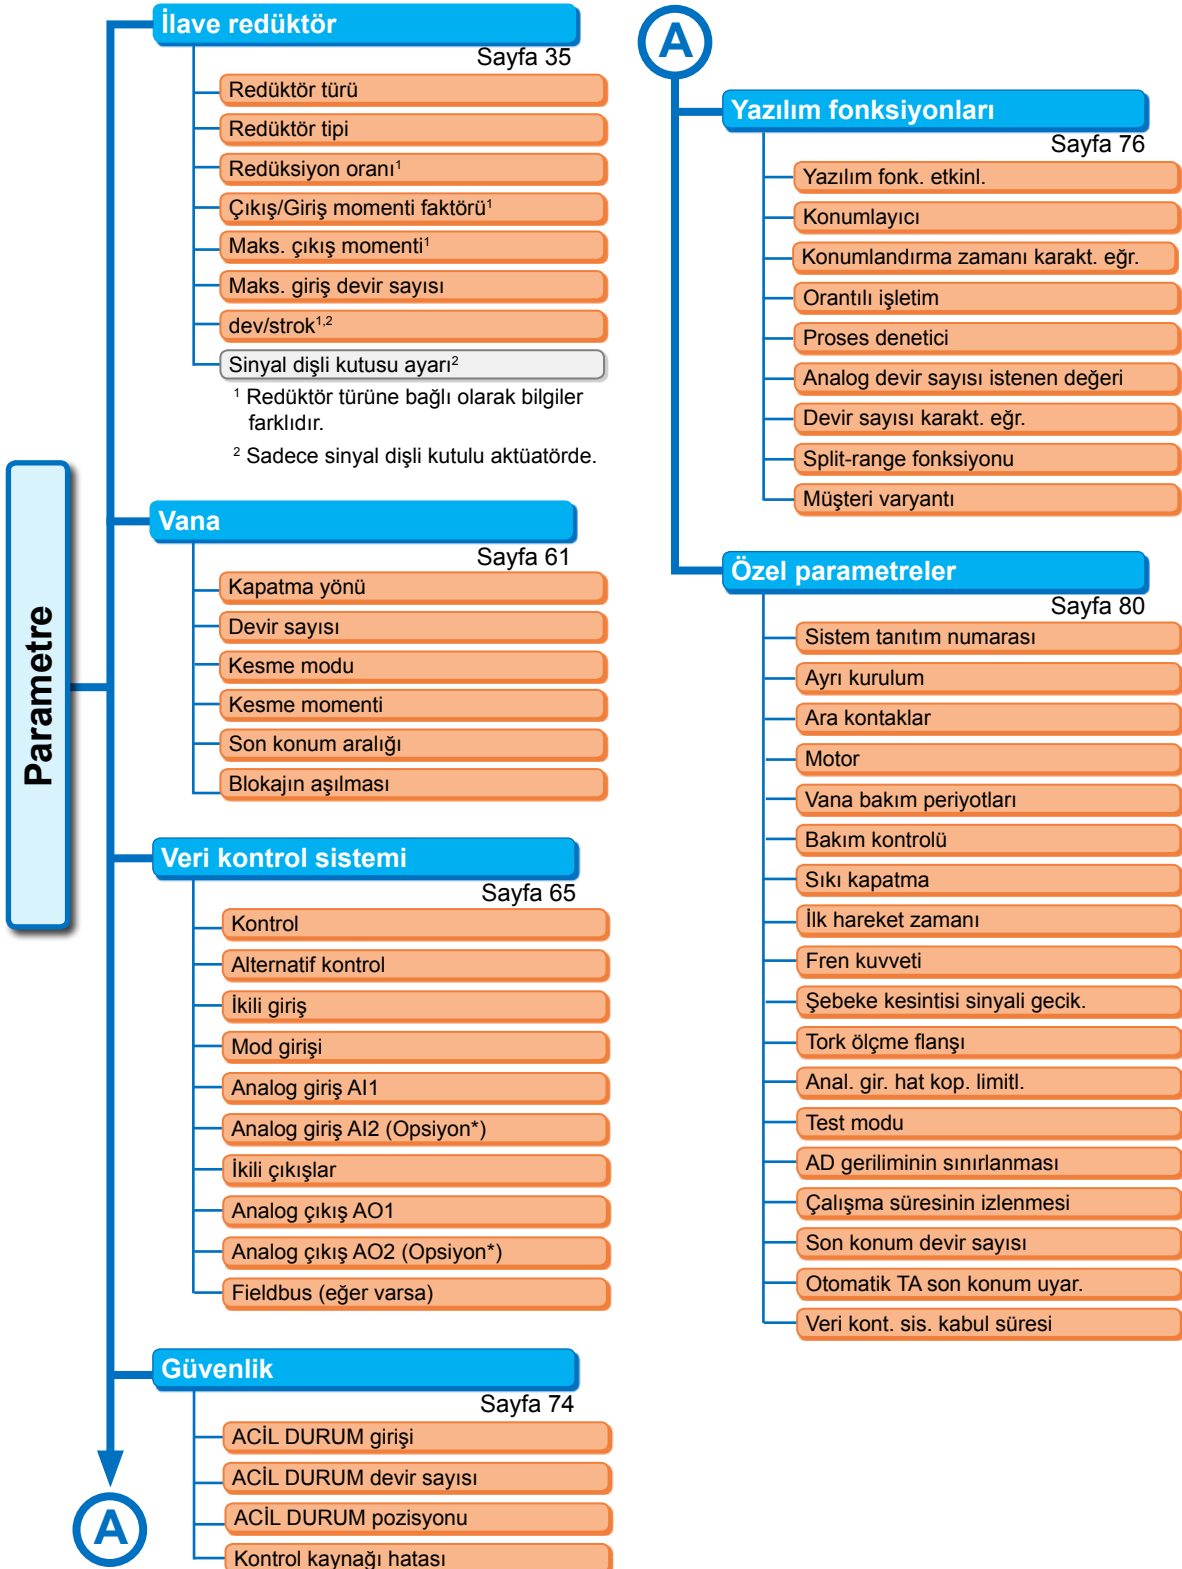 Parametre
İlave redüktör
Sayfa 35
Redüktör türü
Redüktör tipi
Redüksiyon oranı¹
Çıkış/Giriş momenti faktörü¹
Maks. çıkış momenti¹
Maks. giriş devir sayısı
dev/strok¹,²
Sinyal dişli kutusu ayarı²
¹ Redüktör türüne bağlı olarak bilgiler
farklıdır.
² Sadece sinyal dişli kutulu aktüatörde.
Vana
Sayfa 61
Kapatma yönü
Devir sayısı
Kesme modu
Kesme momenti
Son konum aralığı
Blokajın aşılması
Veri kontrol sistemi
Sayfa 65
Kontrol
Alternatif kontrol
İkili giriş
Mod girişi
Analog giriş AI1
Analog giriş AI2 (Opsiyon*)
İkili çıkışlar
Analog çıkış AO1
Analog çıkış AO2 (Opsiyon*)
Fieldbus (eğer varsa)
Güvenlik
Sayfa 74
ACİL DURUM girişi
ACİL DURUM devir sayısı
ACİL DURUM pozisyonu
Kontrol kaynağı hatası
A
A
Yazılım fonksiyonları
Sayfa 76
Yazılım fonk. etkinl.
Konumlayıcı
Konumlandırma zamanı karakt. eğr.
Orantılı işletim
Proses denetici
Analog devir sayısı istenen değeri
Devir sayısı karakt. eğr.
Split-range fonksiyonu
Müşteri varyantı
Özel parametreler
Sayfa 80
Sistem tanıtım numarası
Ayrı kurulum
Ara kontaklar
Motor
Vana bakım periyotları
Bakım kontrolü
Sıkı kapatma
İlk hareket zamanı
Fren kuvveti
Şebeke kesintisi sinyali gecik.
Tork ölçme flanşı
Anal. gir. hat kop. limitl.
Test modu
AD geriliminin sınırlanması
Çalışma süresinin izlenmesi
Son konum devir sayısı
Otomatik TA son konum uyar.
Veri kont. sis. kabul süresi